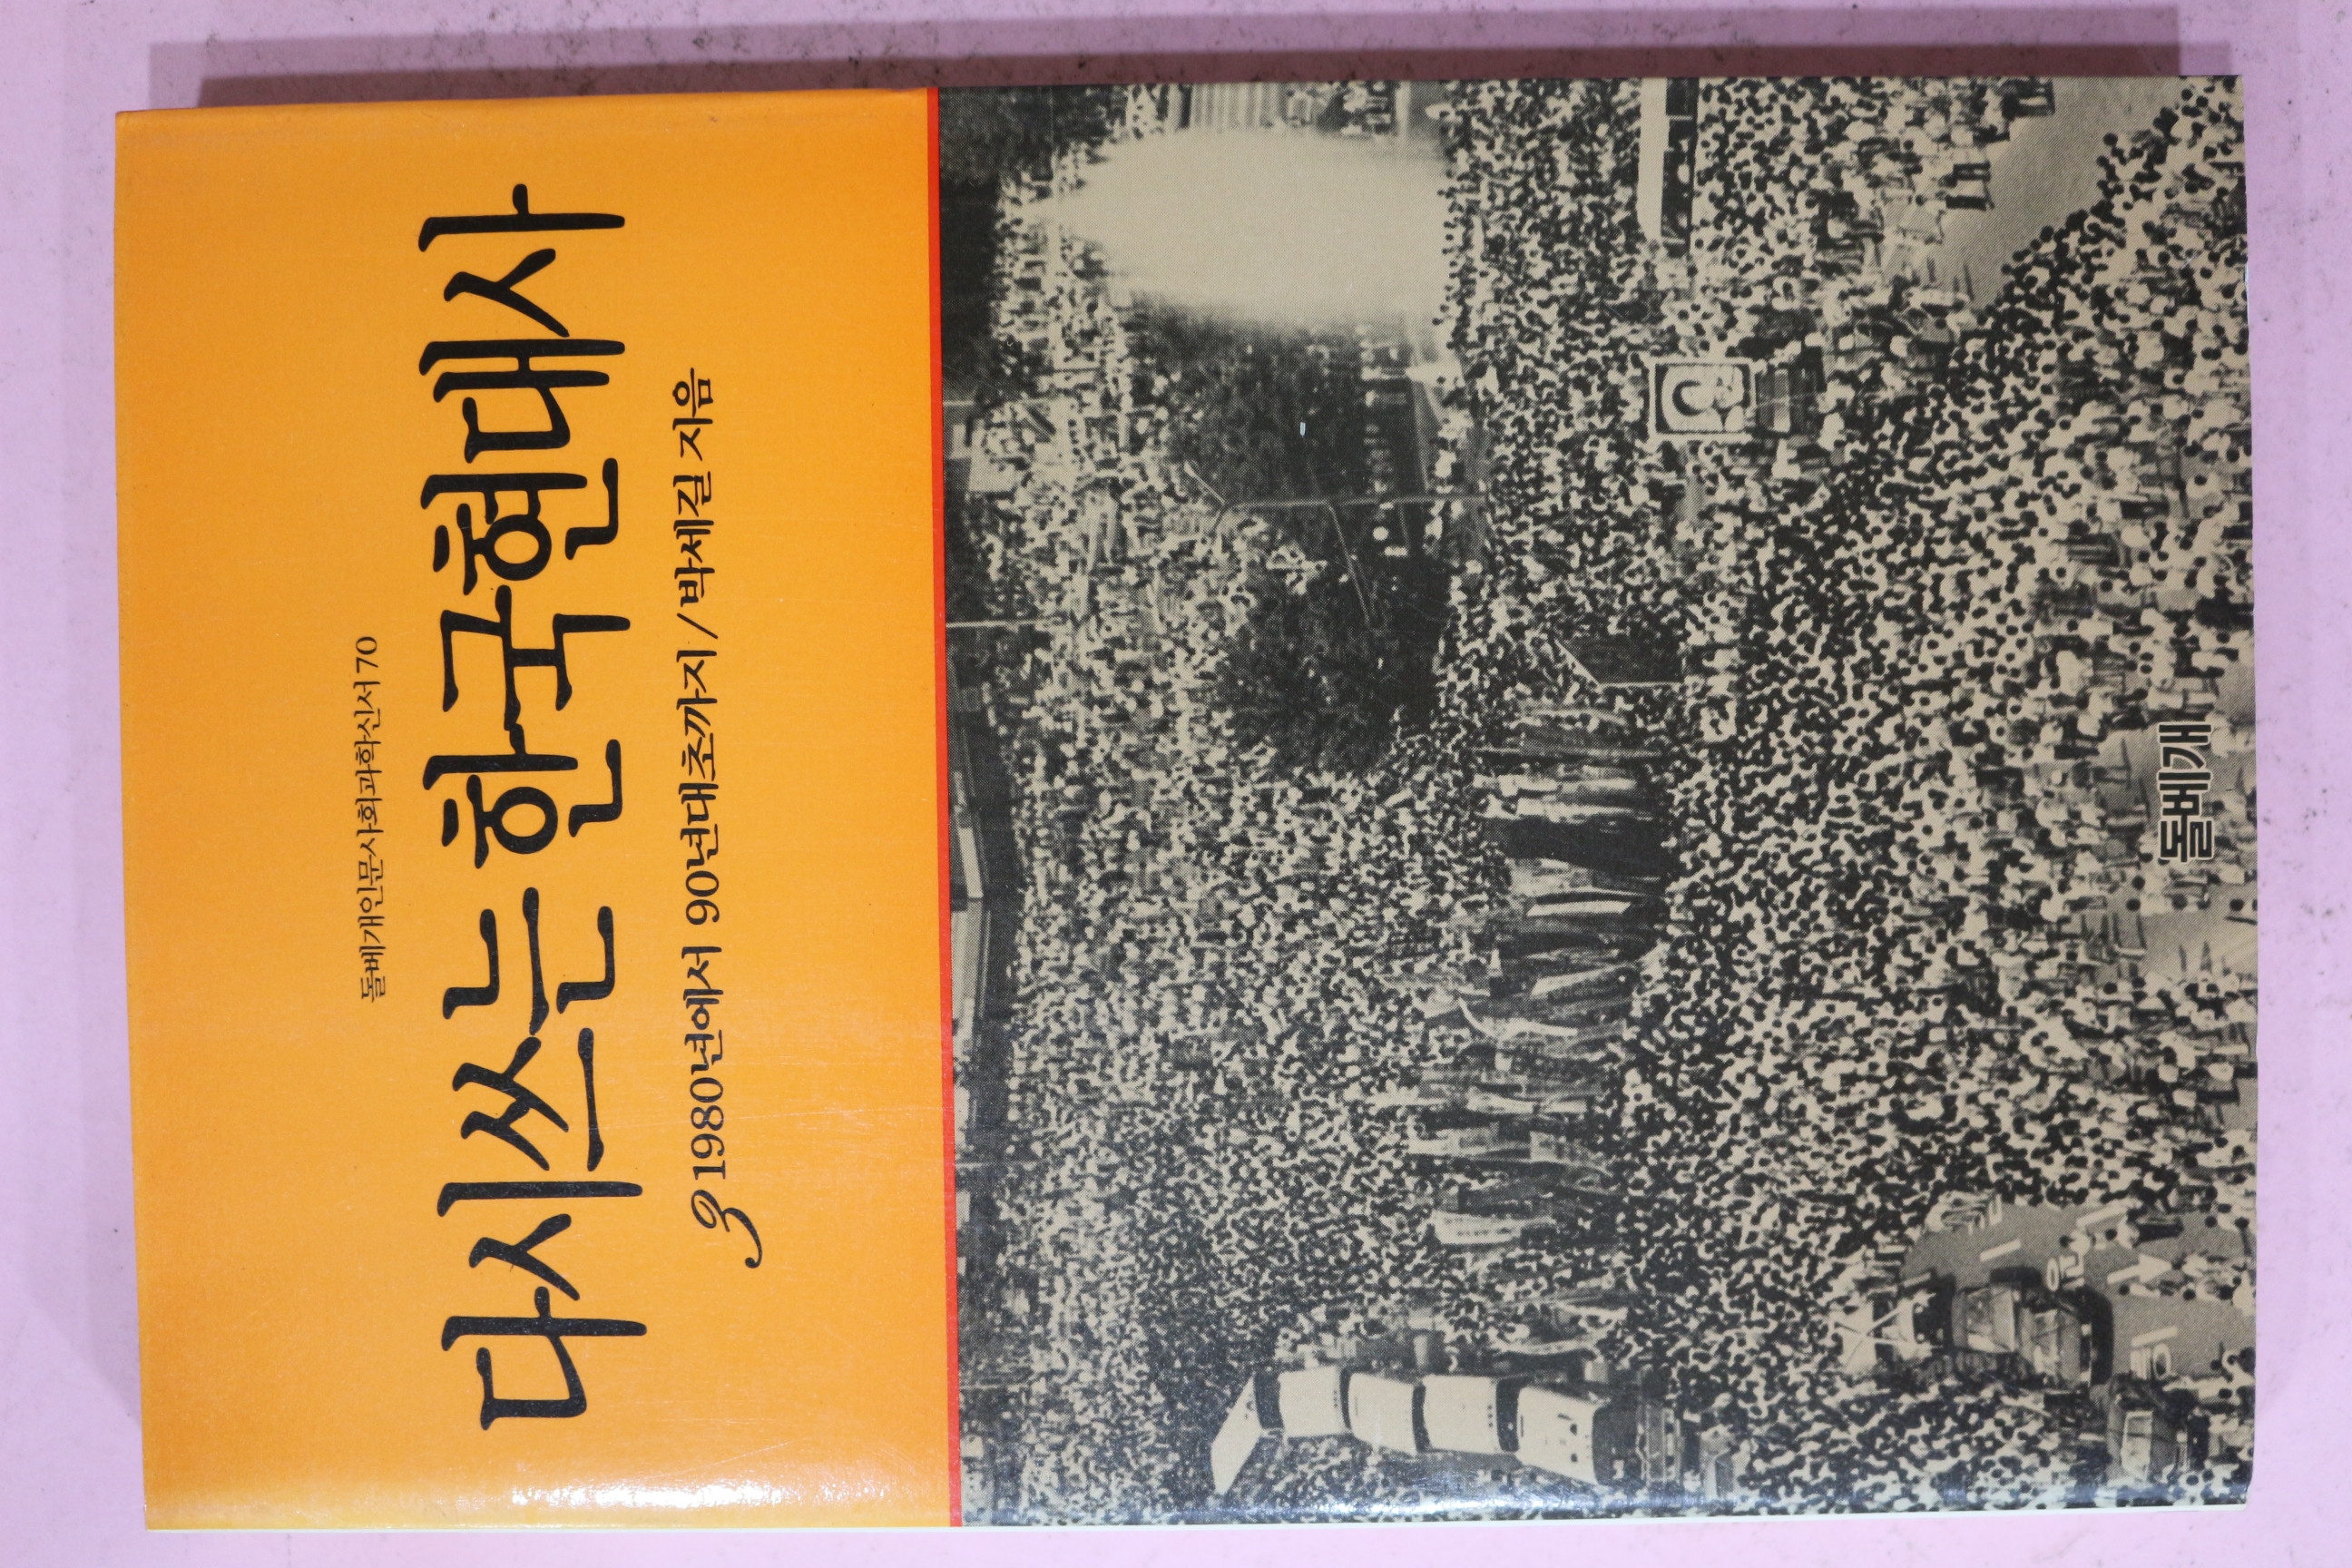 돌베개인문사회과학신서 70
다시쓰는 한국현대사
3 1980년에서 90년대초까지/박세길 지음
돌베개